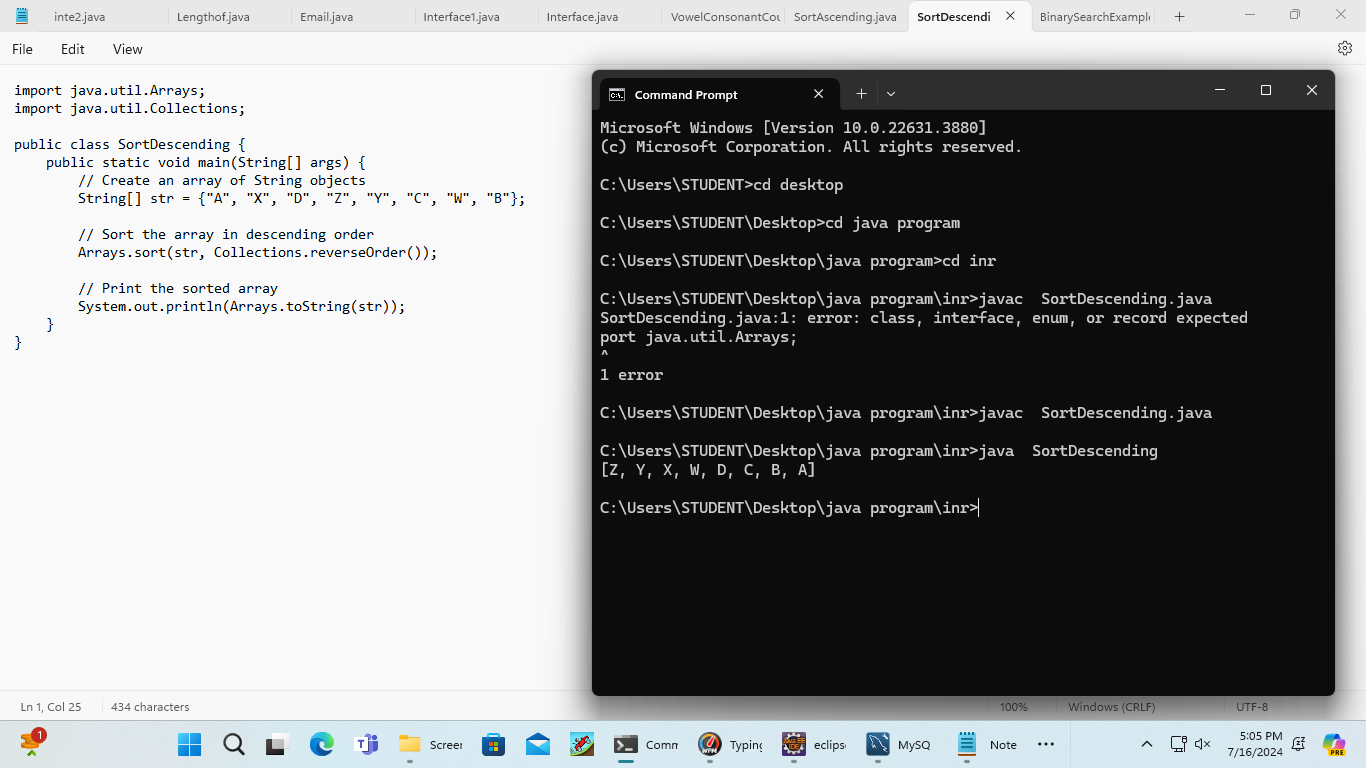 inte2.java Lengthof.java Email.java Interface1.java Interface.java VowelConsonantCou SortAscending.java SortDescendi BinarySearchExampl
File Edit View
import java.util.Arrays;
import java.util.Collections;
public class SortDescending {
public static void main(String[] args) {
// Create an array of String objects
String[] str = {"A", "X", "D", "Z", "Y", "C", "W", "B"};
// Sort the array in descending order
Arrays.sort(str, Collections.reverseOrder());
// Print the sorted array
System.out.println(Arrays.toString(str));
}
}
Command Prompt
Microsoft Windows [Version 10.0.22631.3880]
(c) Microsoft Corporation. All rights reserved.
C:\Users\STUDENT>cd desktop
C:\Users\STUDENT\Desktop>cd java program
C:\Users\STUDENT\Desktop\java program>cd inr
C:\Users\STUDENT\Desktop\java program\inr>javac  SortDescending.java
SortDescending.java:1: error: class, interface, enum, or record expected
port java.util.Arrays;
^
1 error
C:\Users\STUDENT\Desktop\java program\inr>javac  SortDescending.java
C:\Users\STUDENT\Desktop\java program\inr>java  SortDescending
[Z, Y, X, W, D, C, B, A]
C:\Users\STUDENT\Desktop\java program\inr>
Ln 1, Col 25 434 characters 100% Windows (CRLF) UTF-8
1 Screer Comm WPM Typing Java EE IDE eclips MySQ Note 5:05 PM PRE
7/16/2024